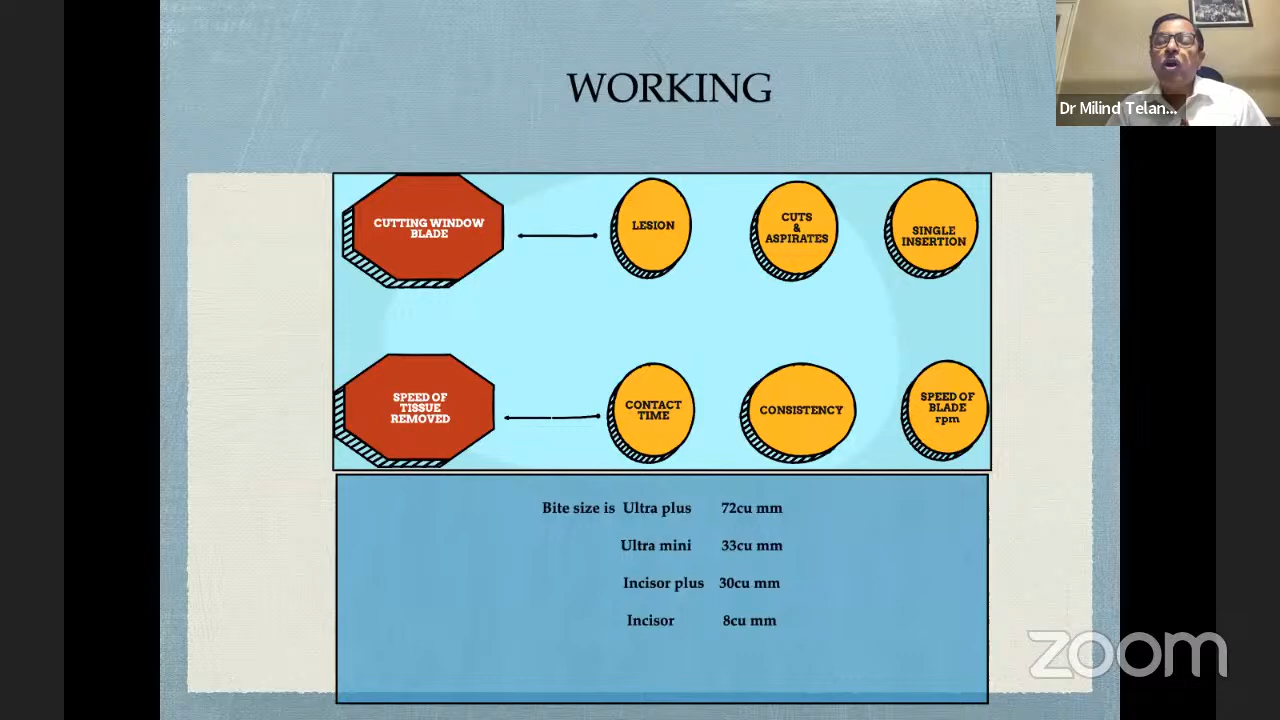 WORKING
Dr Milind Telan...
CUTTING WINDOW
BLADE
LESION
CUTS
&
ASPIRATES
SINGLE
INSERTION
SPEED OF
TISSUE
REMOVED
CONTACT
TIME
CONSISTENCY
SPEED OF
BLADE
rpm
Bite size is Ultra plus 72cu mm
Ultra mini 33cu mm
Incisor plus 30cu mm
Incisor 8cu mm
zoom